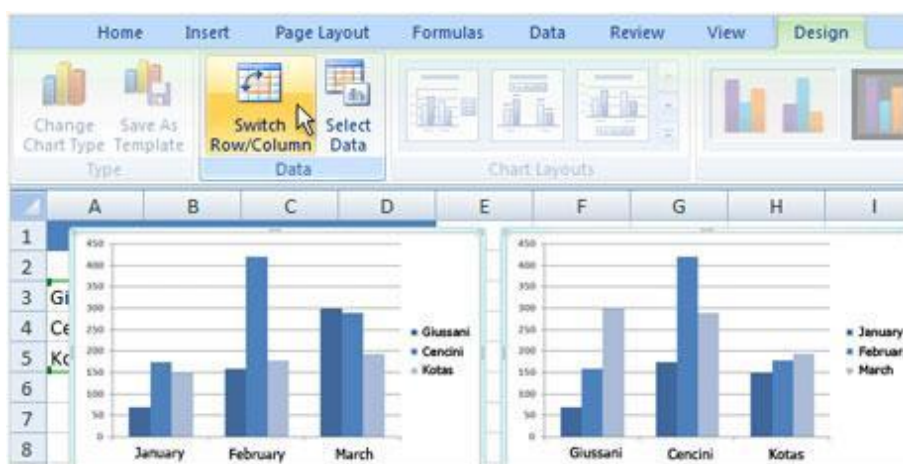 Home Insert Page Layout Formulas Data Review View Design
Change Chart Type
Save As Template
Switch Row/Column
Select Data
Type Data Chart Layouts
A B C D E F G H I
1
2
3 Gi
4 Ce
5 Kc
6
7
8
450
400
350
300
250
200
150
100
50
0
Giussani
Cencini
Kotas
January February March
450
400
350
300
250
200
150
100
50
0
January
Februar
March
Giussani Cencini Kotas